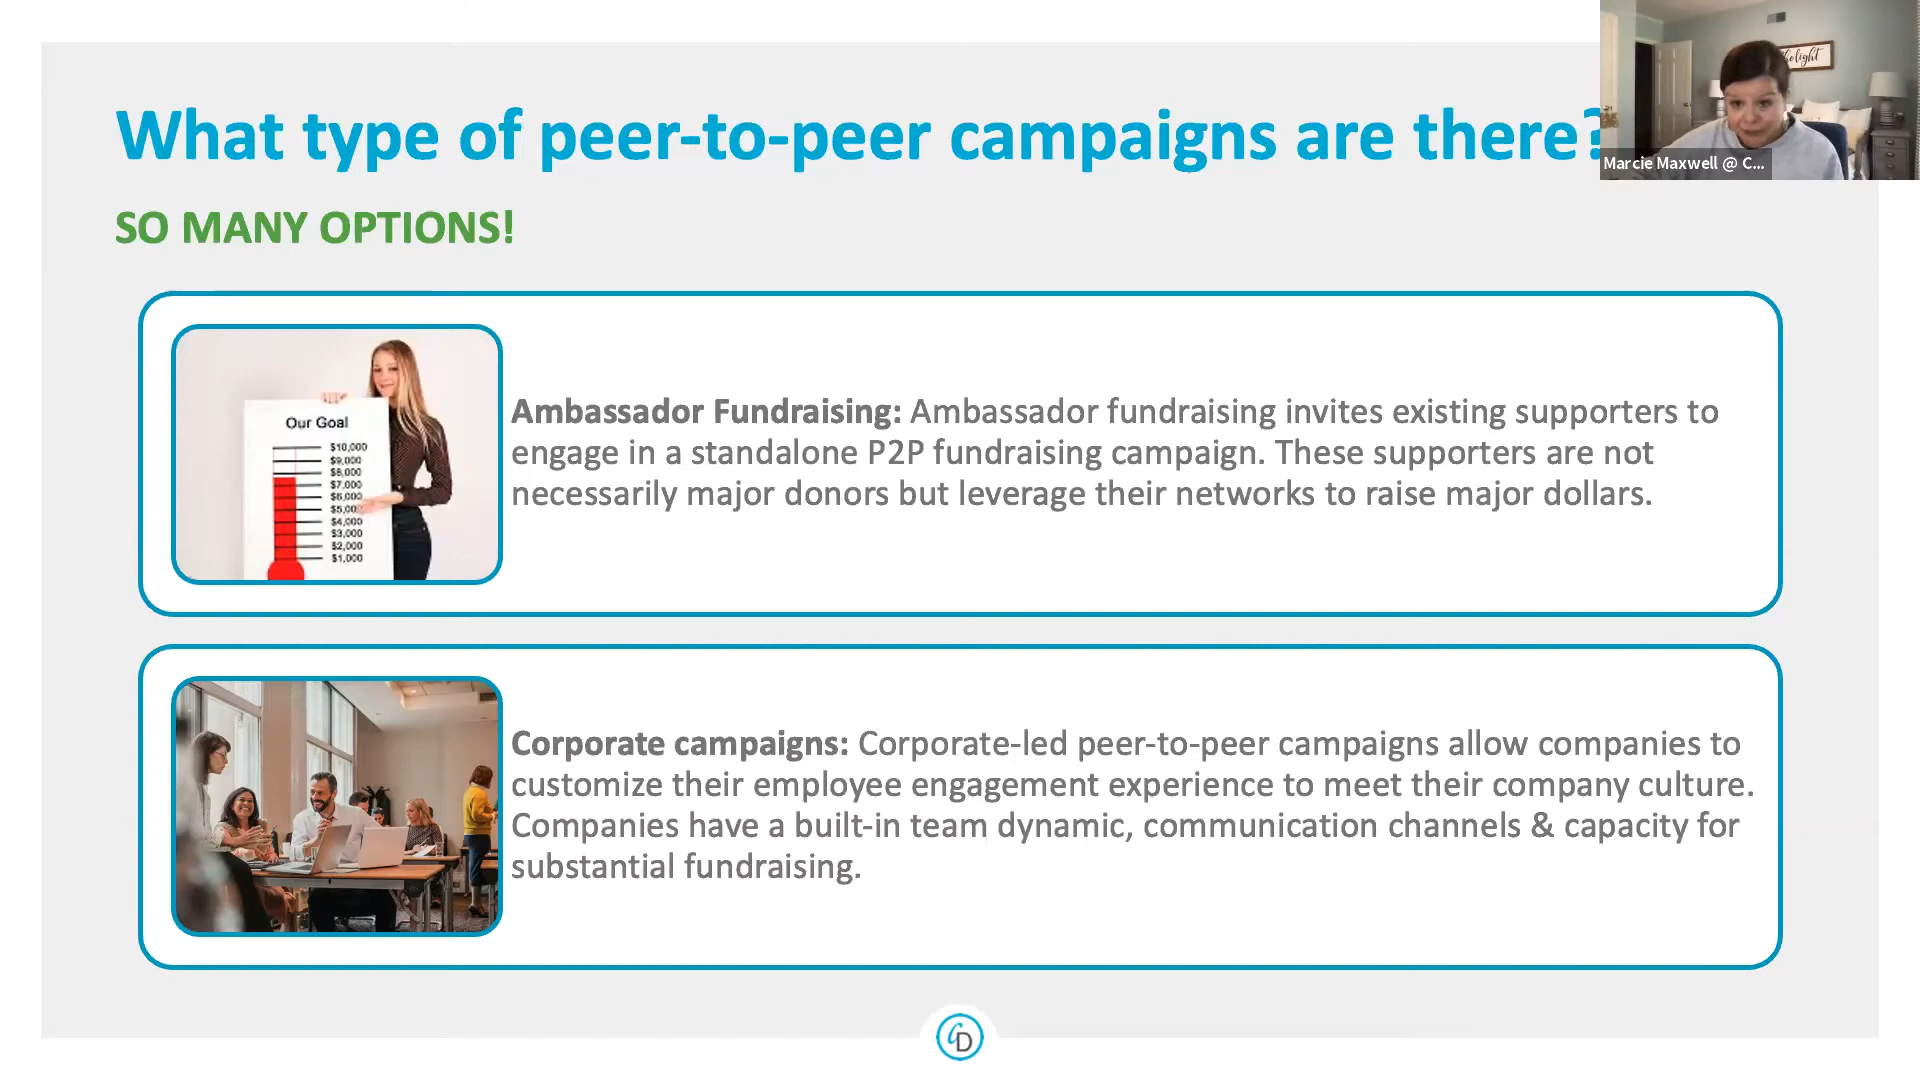 What type of peer-to-peer campaigns are there?
SO MANY OPTIONS!
Marcie Maxwell @ C...
Our Goal
$10,000
$9,000
$8,000
$7,000
$6,000
$5,000
$4,000
$3,000
$2,000
$1,000
Ambassador Fundraising: Ambassador fundraising invites existing supporters to
engage in a standalone P2P fundraising campaign. These supporters are not
necessarily major donors but leverage their networks to raise major dollars.
Corporate campaigns: Corporate-led peer-to-peer campaigns allow companies to
customize their employee engagement experience to meet their company culture.
Companies have a built-in team dynamic, communication channels & capacity for
substantial fundraising.
CD